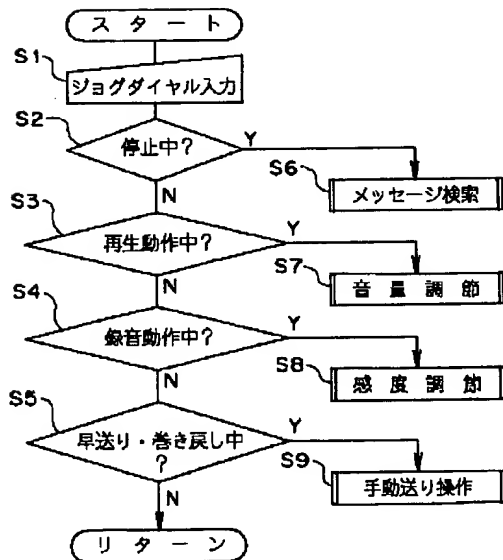 スタート
S1
ジョグダイヤル入力
S2
停止中?
Y
N
S6
メッセージ検索
S3
再生動作中?
Y
N
S7
音量調節
S4
録音動作中?
Y
N
S8
感度調節
S5
早送り・巻き戻し中
?
Y
N
S9
手動送り操作
リターン